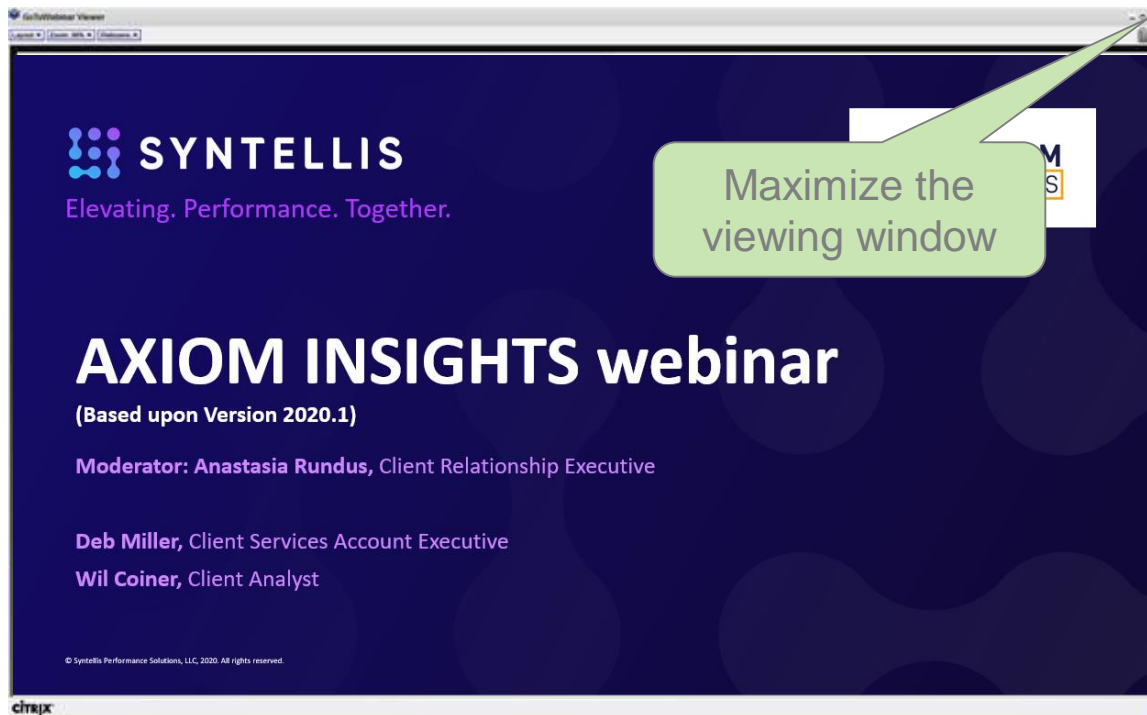 GoToWebinar Viewer
SYNTELLIS
Elevating. Performance. Together.
M
S
Maximize the
viewing window
AXIOM INSIGHTS webinar
(Based upon Version 2020.1)
Moderator: Anastasia Rundus, Client Relationship Executive
Deb Miller, Client Services Account Executive
Wil Coiner, Client Analyst
© Syntellis Performance Solutions, LLC, 2020. All rights reserved.
citrix